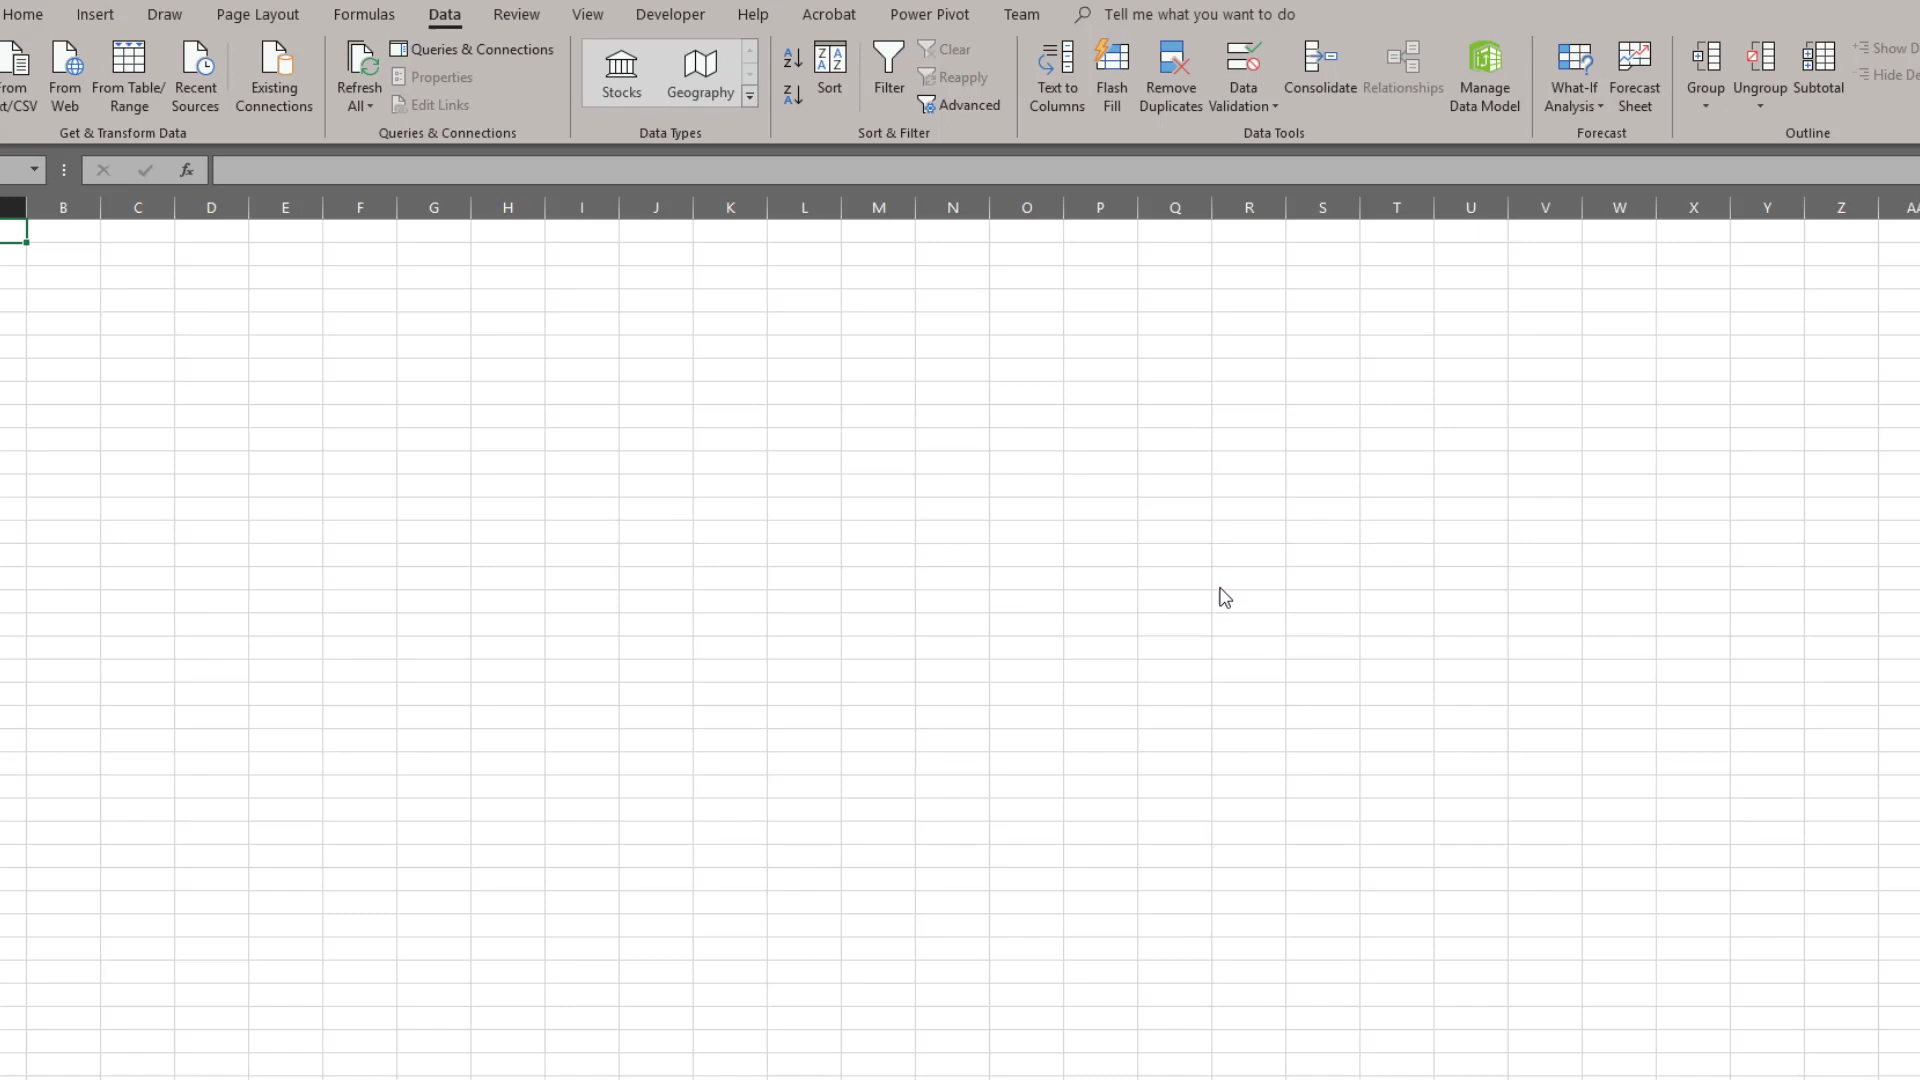 Home Insert Draw Page Layout Formulas Data Review View Developer Help Acrobat Power Pivot Team Tell me what you want to do
From
t/CSV
From
Web
From Table/
Range
Recent
Sources
Existing
Connections
Get & Transform Data
Refresh
All
Queries & Connections
Properties
Edit Links
Queries & Connections
Stocks
Geography
Data Types
Sort
Filter
Clear
Reapply
Advanced
Sort & Filter
Text to
Columns
Flash
Fill
Remove
Duplicates
Data
Validation
Consolidate
Relationships
Manage
Data Model
Data Tools
What-If
Analysis
Forecast
Sheet
Forecast
Group
Ungroup
Subtotal
Show D
Hide De
Outline
fx
B C D E F G H I J K L M N O P Q R S T U V W X Y Z AA